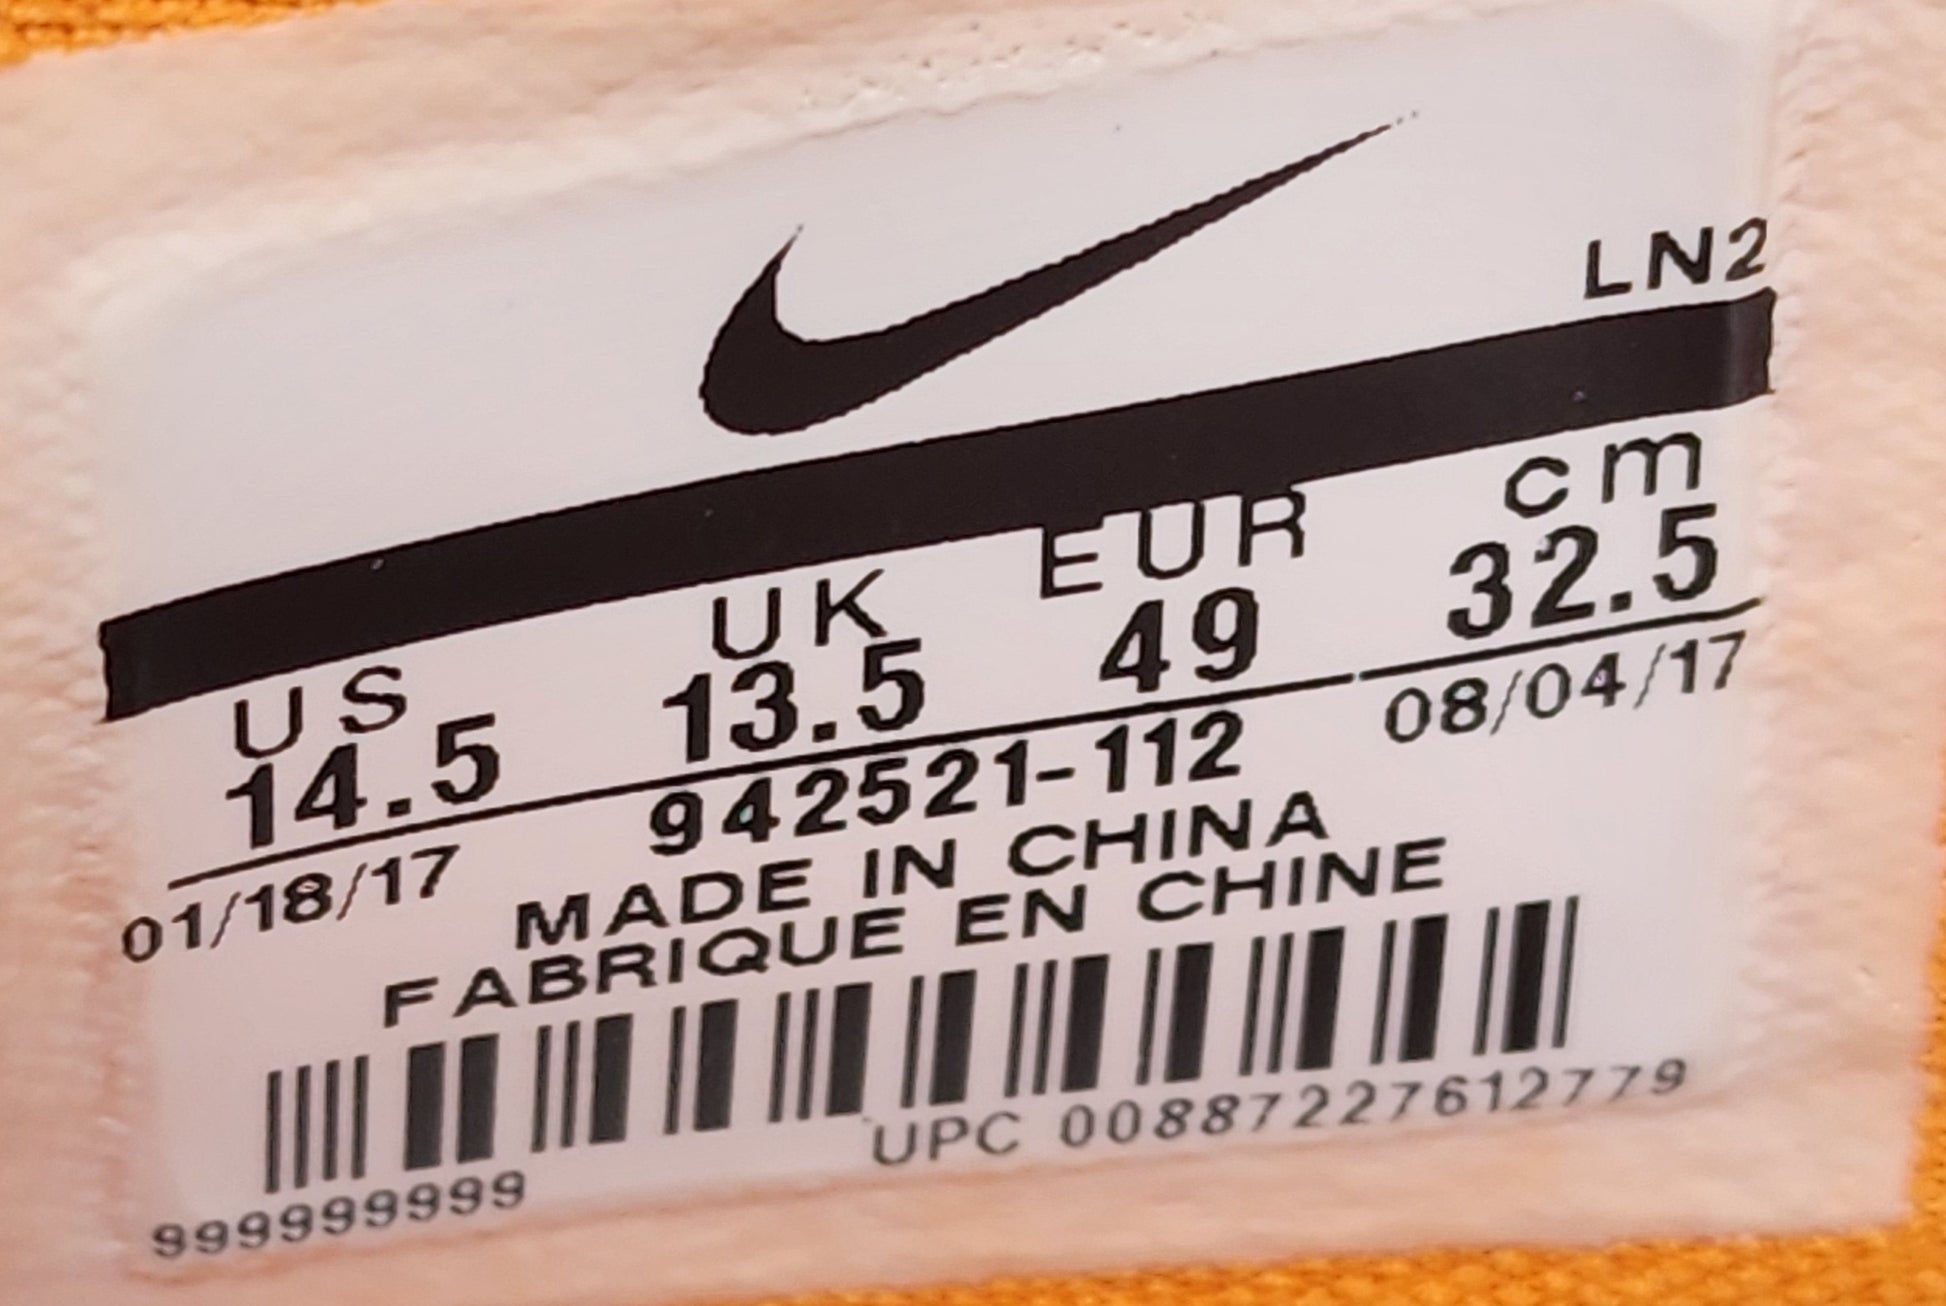 LN2
US UK EUR cm
14.5 13.5 49 32.5
01/18/17 942521-112 08/04/17
MADE IN CHINA
FABRIQUE EN CHINE
UPC 00887227612779
999999999